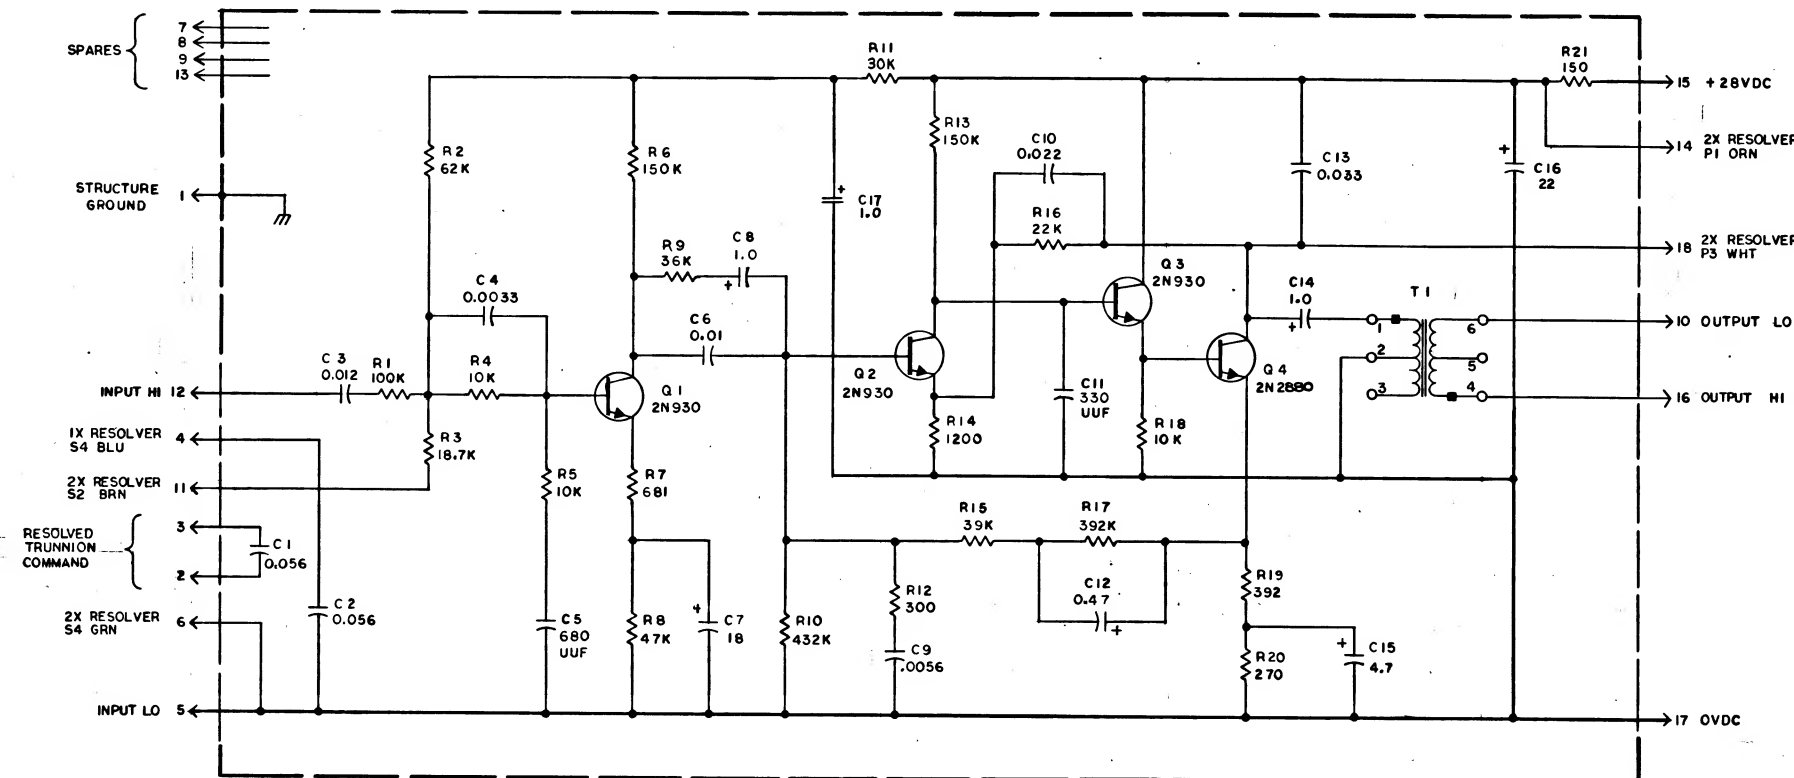 SPARES
7
8
9
13
STRUCTURE
GROUND
1
INPUT HI 12
1X RESOLVER
S4 BLU
4
2X RESOLVER
S2 BRN
11
RESOLVED
TRUNNION
COMMAND
3
2
2X RESOLVER
S4 GRN
6
INPUT LO 5
C1
0.056
C2
0.056
C3
0.012
R1
100K
R2
62K
R3
18.7K
C4
0.0033
R4
10K
R5
10K
C5
680
UUF
R6
150K
Q1
2N930
R7
681
R8
47K
+
C7
18
R9
36K
C8
1.0
+
C6
0.01
R10
432K
R11
30K
+
C17
1.0
R13
150K
Q2
2N930
R14
1200
C10
0.022
R16
22K
C11
330
UUF
Q3
2N930
R18
10K
R12
300
C9
.0056
R15
39K
R17
392K
C12
0.47
+
C13
0.033
Q4
2N2880
C14
1.0
+
R19
392
R20
270
+
C15
4.7
T1
1
2
3
6
5
4
+
C16
22
R21
150
15 +28VDC
14 2X RESOLVER
P1 ORN
18 2X RESOLVER
P3 WHT
10 OUTPUT LO
16 OUTPUT HI
17 0VDC